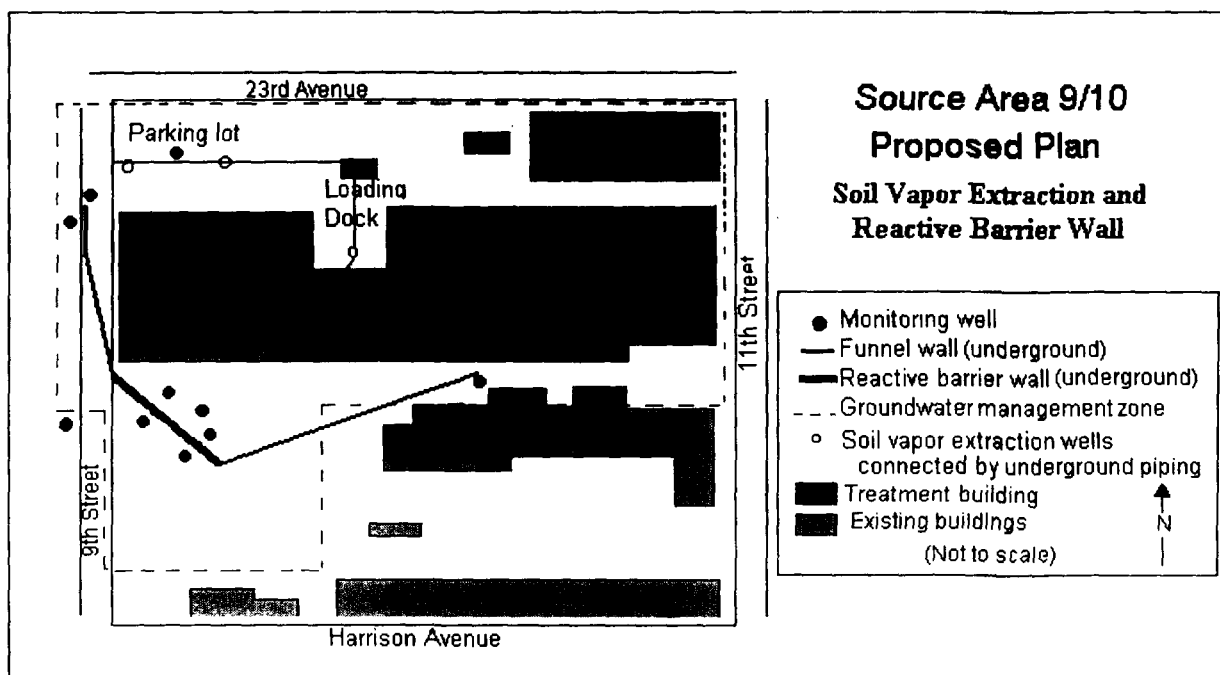 23rd Avenue
Parking lot
Loading
Dock
9th Street
11th Street
Harrison Avenue
Source Area 9/10
Proposed Plan
Soil Vapor Extraction and
Reactive Barrier Wall
Monitoring well
Funnel wall (underground)
Reactive barrier wall (underground)
Groundwater management zone
Soil vapor extraction wells
connected by underground piping
Treatment building
Existing buildings
(Not to scale)
N